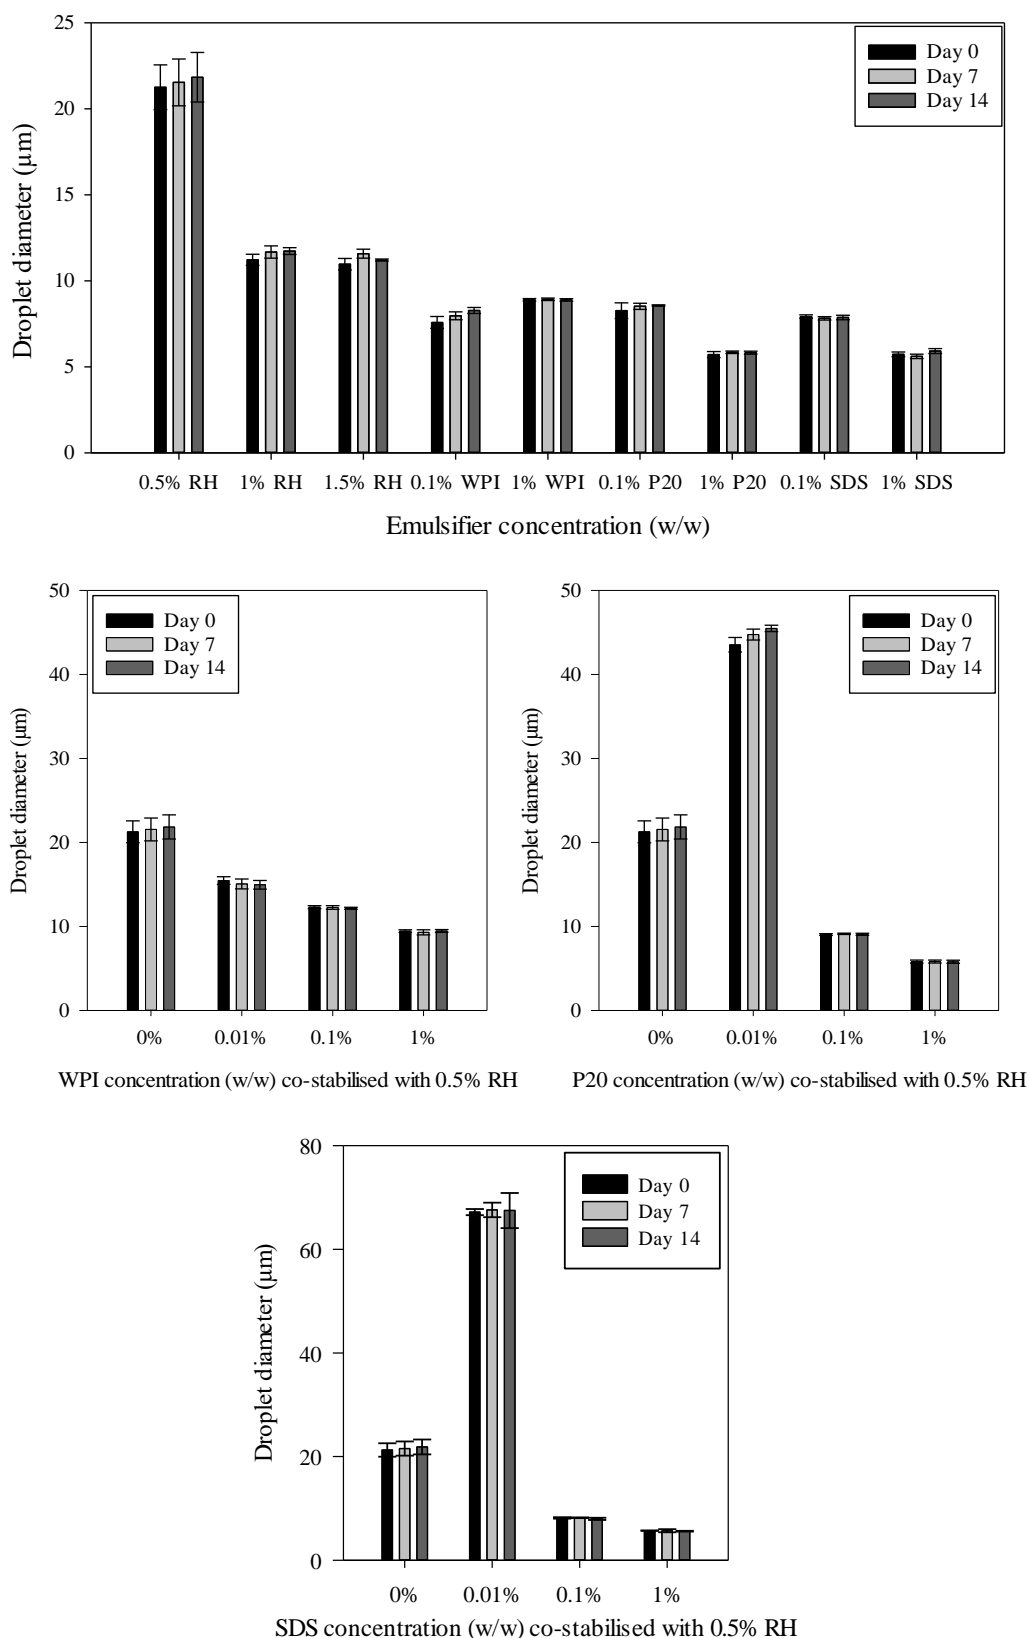 25
20
15
10
5
0
Droplet diameter (µm)
Day 0
Day 7
Day 14
0.5% RH 1% RH 1.5% RH 0.1% WPI 1% WPI 0.1% P20 1% P20 0.1% SDS 1% SDS
Emulsifier concentration (w/w)
50
40
30
20
10
0
Droplet diameter (µm)
Day 0
Day 7
Day 14
0% 0.01% 0.1% 1%
WPI concentration (w/w) co-stabilised with 0.5% RH
50
40
30
20
10
0
Droplet diameter (µm)
Day 0
Day 7
Day 14
0% 0.01% 0.1% 1%
P20 concentration (w/w) co-stabilised with 0.5% RH
80
60
40
20
0
Droplet diameter (µm)
Day 0
Day 7
Day 14
0% 0.01% 0.1% 1%
SDS concentration (w/w) co-stabilised with 0.5% RH